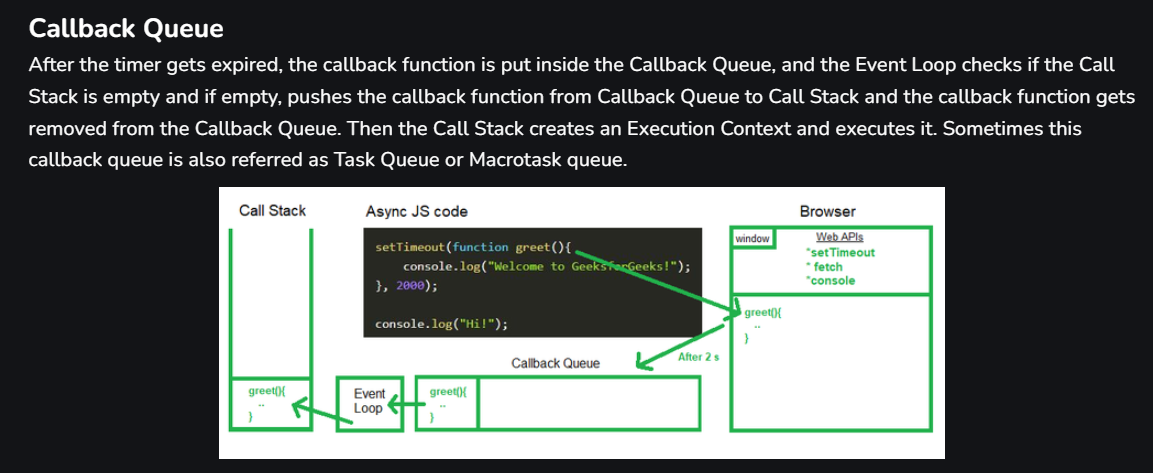 Callback Queue
After the timer gets expired, the callback function is put inside the Callback Queue, and the Event Loop checks if the Call
Stack is empty and if empty, pushes the callback function from Callback Queue to Call Stack and the callback function gets
removed from the Callback Queue. Then the Call Stack creates an Execution Context and executes it. Sometimes this
callback queue is also referred as Task Queue or Macrotask queue.
Call Stack
Async JS code
Browser
setTimeout(function greet(){
console.log("Welcome to GeeksforGeeks!");
}, 2000);
console.log("Hi!");
window
Web APIs
*setTimeout
* fetch
*console
greet(){
..
}
After 2 s
Callback Queue
greet(){
..
}
Event
Loop
greet(){
..
}